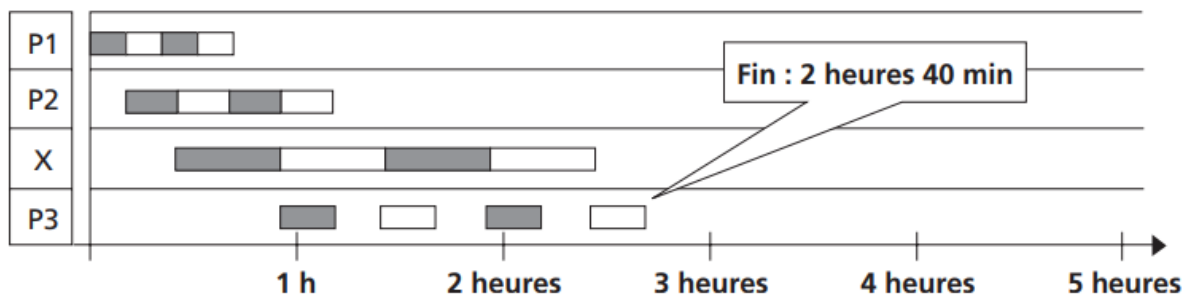 P1
Fin : 2 heures 40 min
P2
X
P3
1 h 2 heures 3 heures 4 heures 5 heures